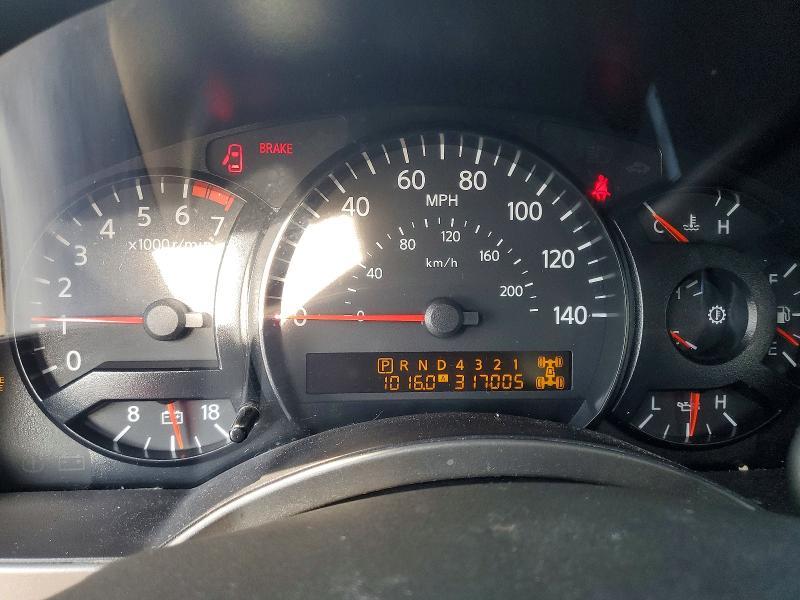 BRAKE
0 1 2 3 4 5 6 7
x1000 r/min
0 40 60 80 100 120 140
MPH
0 40 80 120 160 200
km/h
P R N D 4 3 2 1
1016.0 A 317005
8 18
C H
F
E
L H